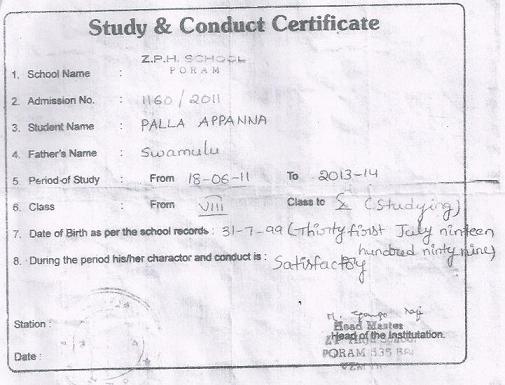 Study & Conduct Certificate
Z.P.H. SCHOOL
1. School Name : PORAM
2. Admission No. : 1160/2011
3. Student Name : PALLA APPANNA
4. Father's Name : Swamulu
5 Period of Study : From 18-06-11 To 2013-14
6. Class From VIII Class to X (Studying)
7. Date of Birth as per the school records : 31-7-99 (Thirty first July ninteen
hundred ninty nine)
8. During the period his/her charactor and conduct is : Satisfactory
Station :
Head Master
Head of the Institutation.
Date :
PORAM 535